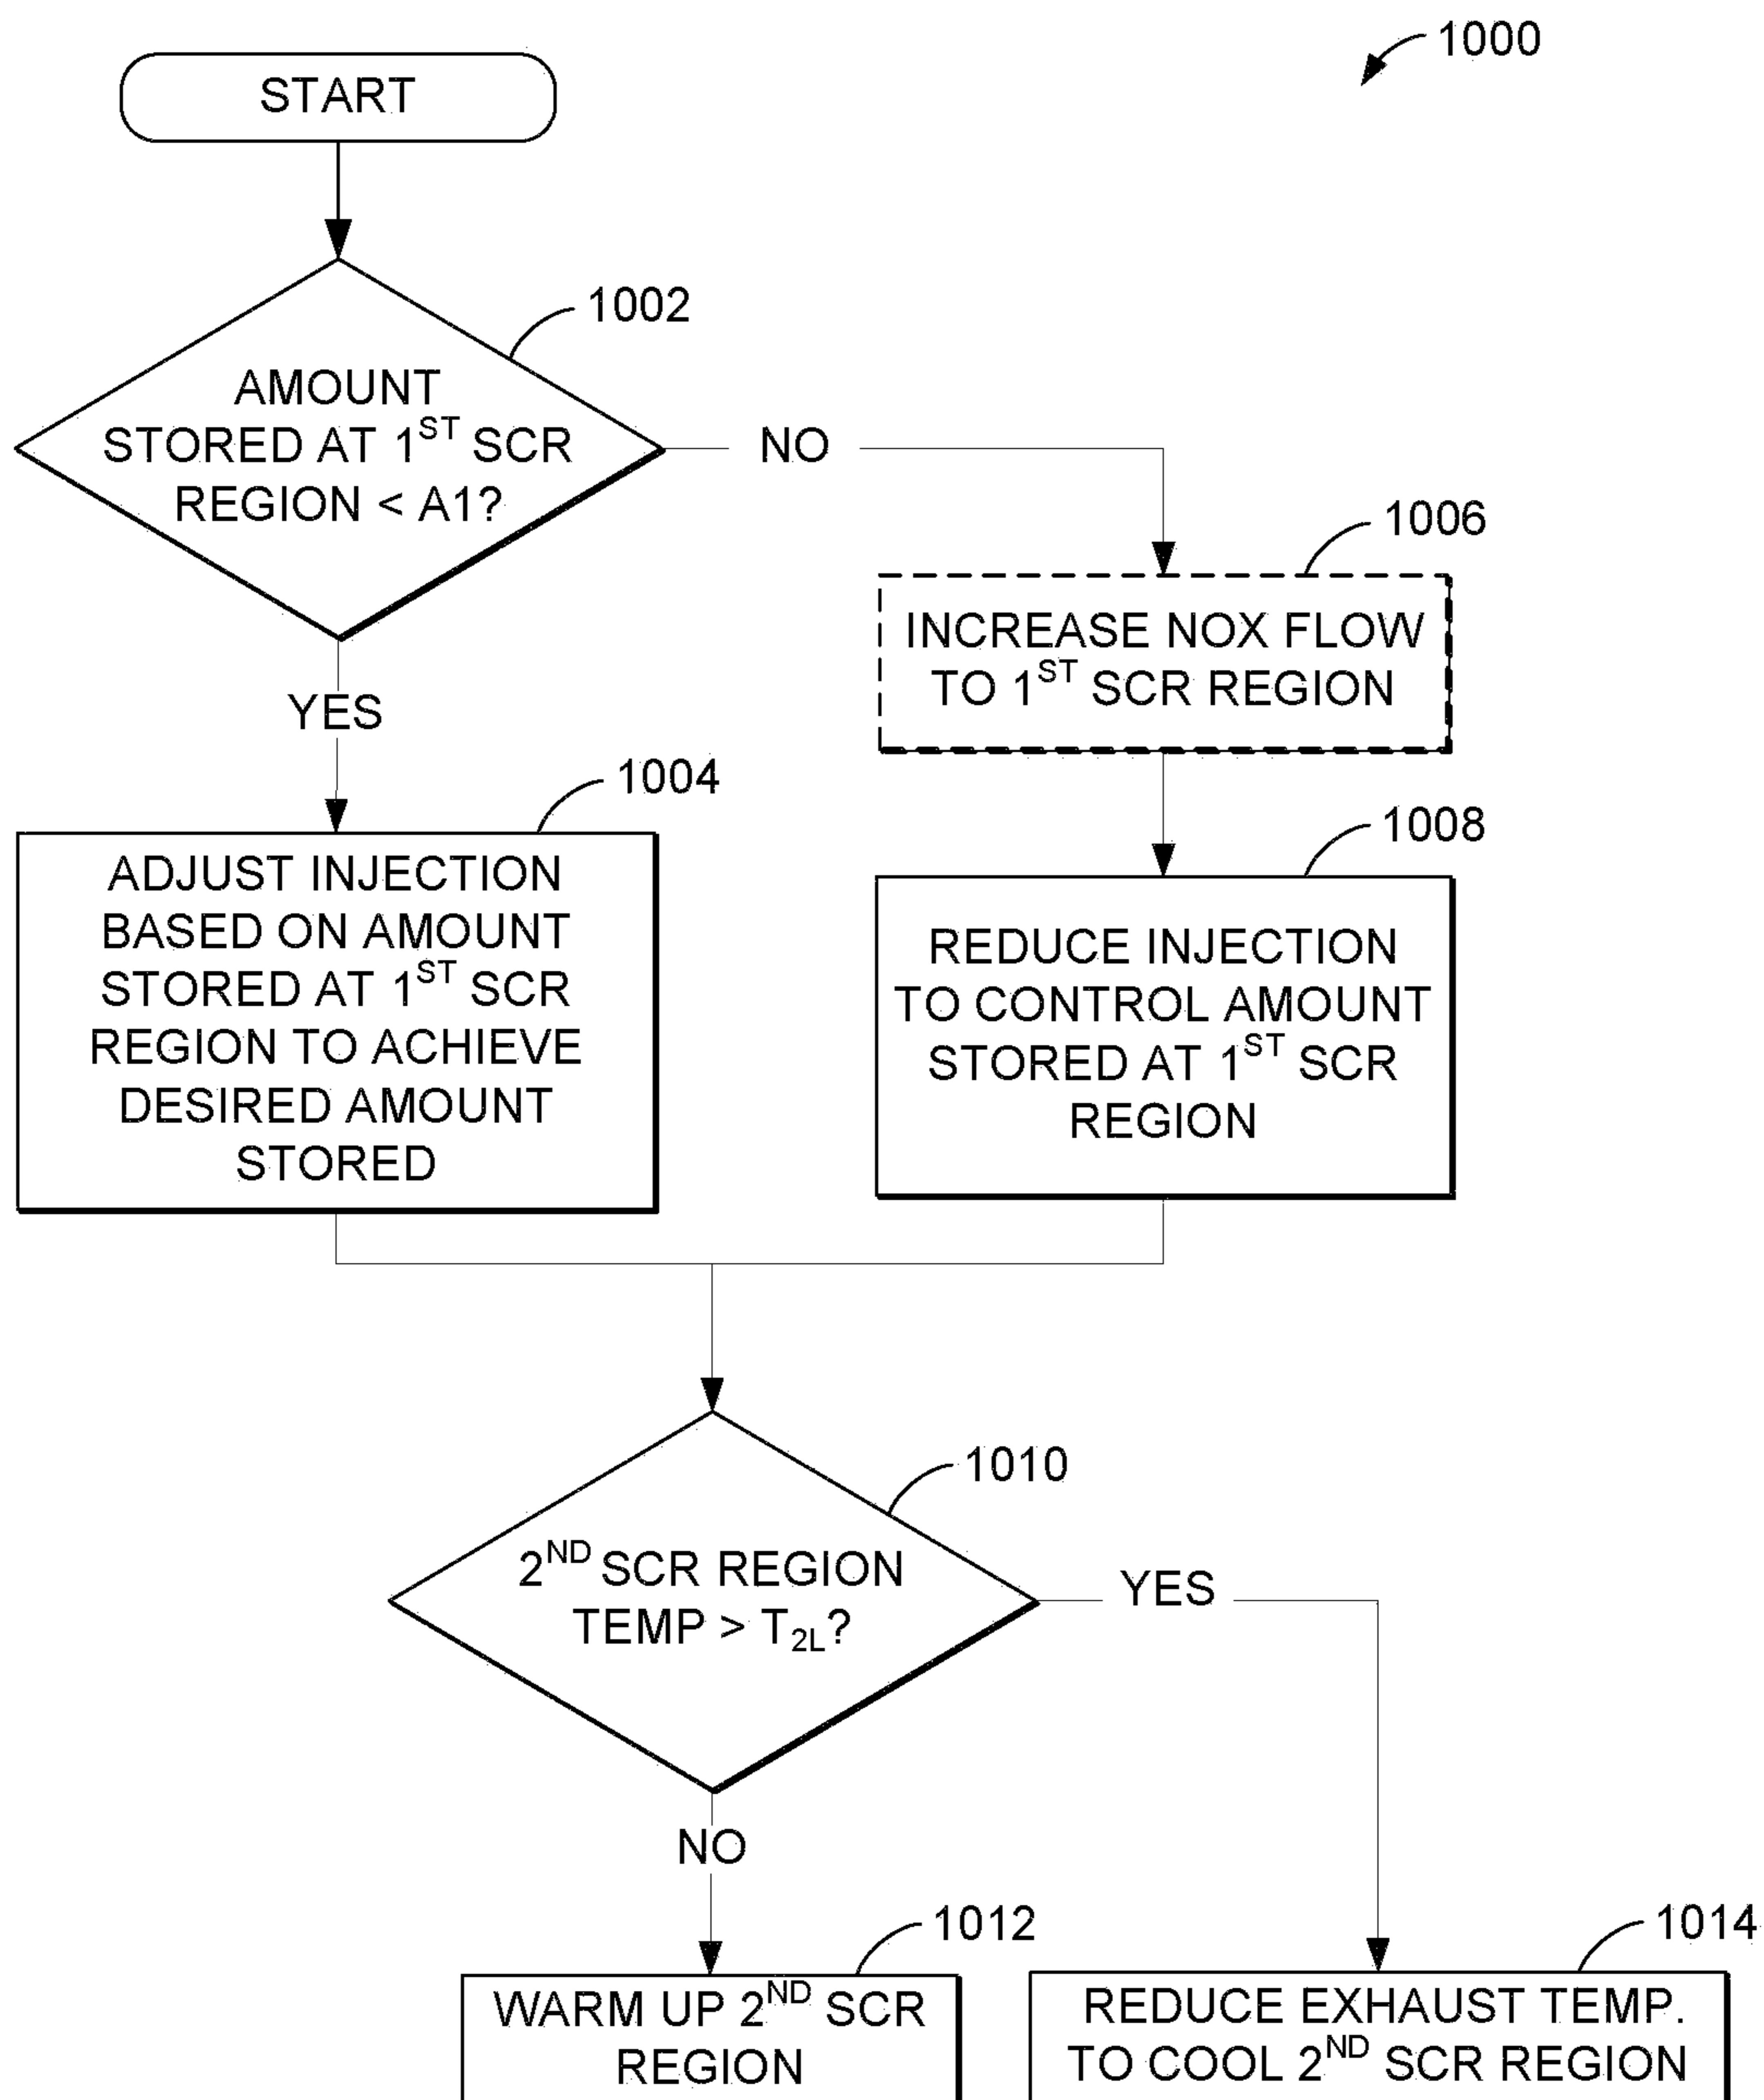 1000
START
1002
AMOUNT
STORED AT 1ST SCR
REGION < A1?
NO
1006
INCREASE NOX FLOW
TO 1ST SCR REGION
YES
1004
ADJUST INJECTION
BASED ON AMOUNT
STORED AT 1ST SCR
REGION TO ACHIEVE
DESIRED AMOUNT
STORED
1008
REDUCE INJECTION
TO CONTROL AMOUNT
STORED AT 1ST SCR
REGION
1010
2ND SCR REGION
TEMP > T2L?
YES
NO
1012
WARM UP 2ND SCR
REGION
1014
REDUCE EXHAUST TEMP.
TO COOL 2ND SCR REGION